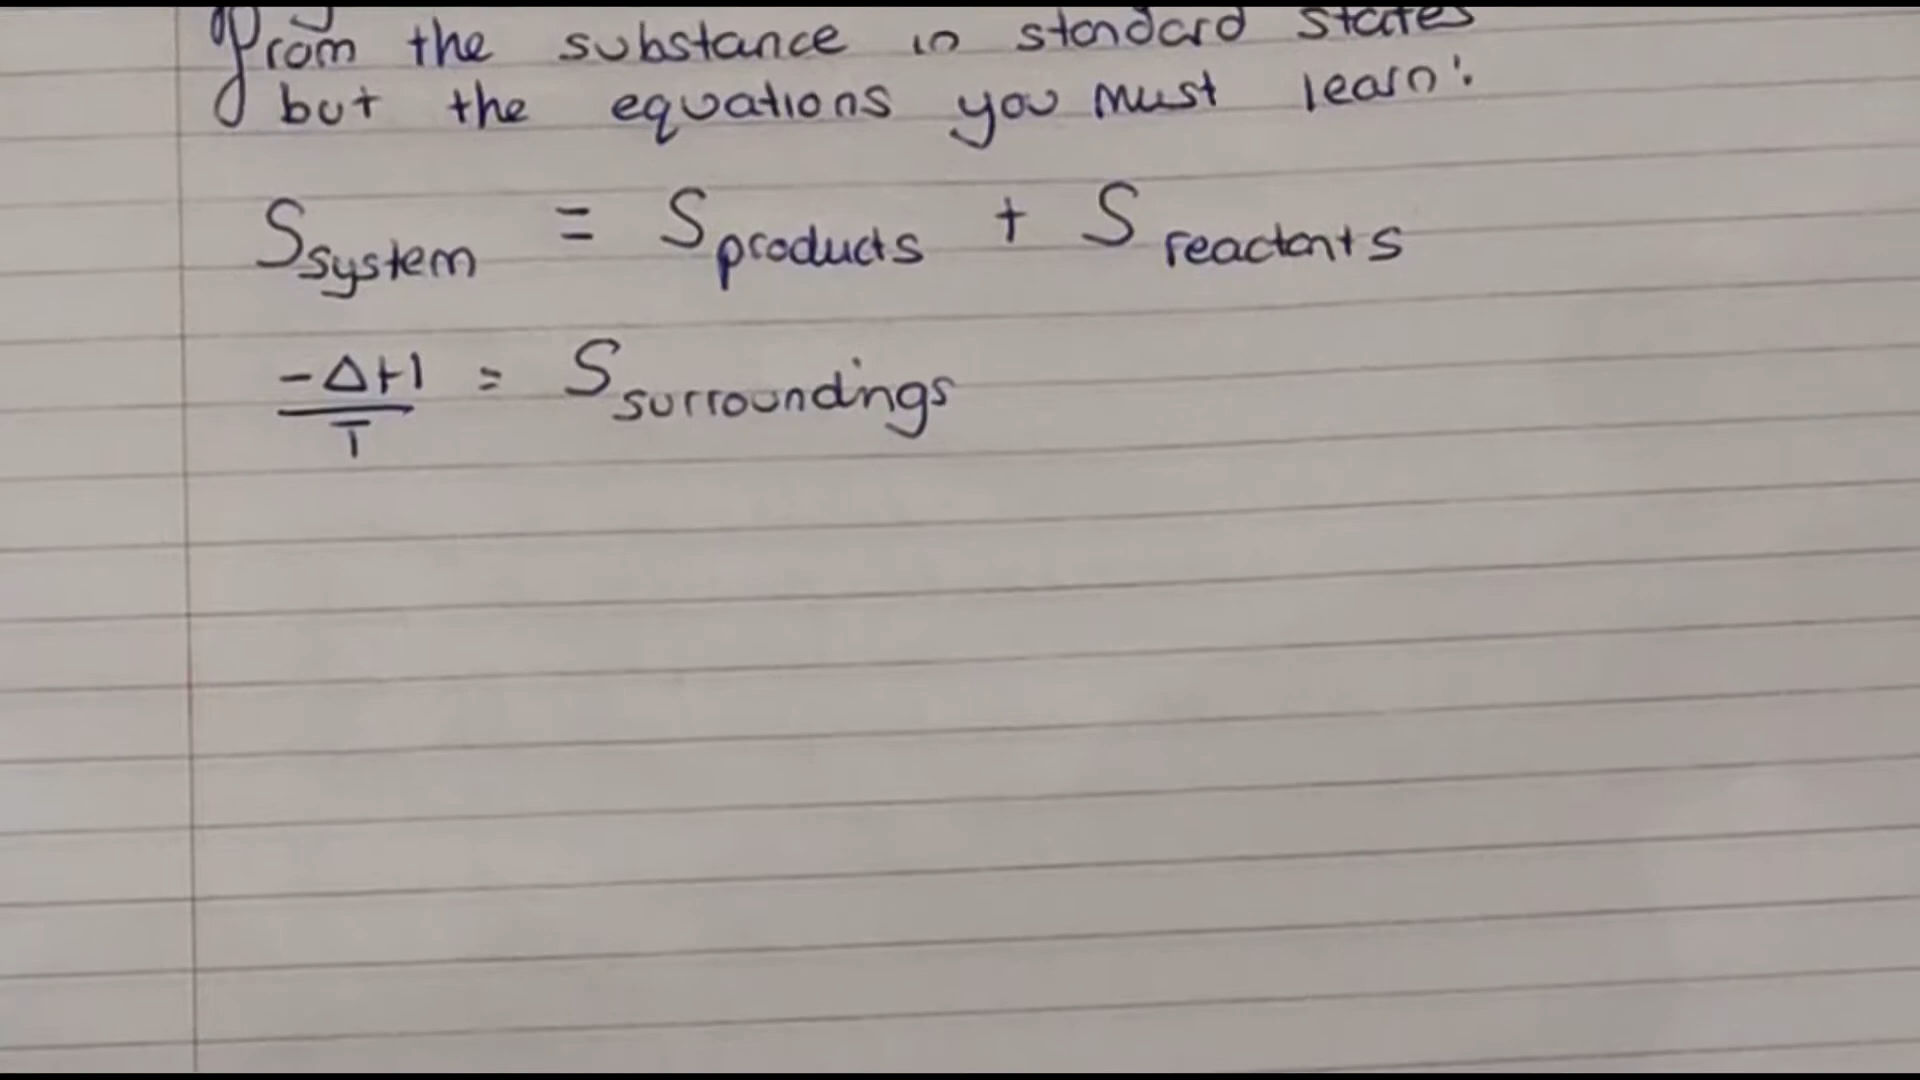 from the substance in standard states
but the equations you must learn:
S system = S products + S reactants
-ΔH / T = S surroundings